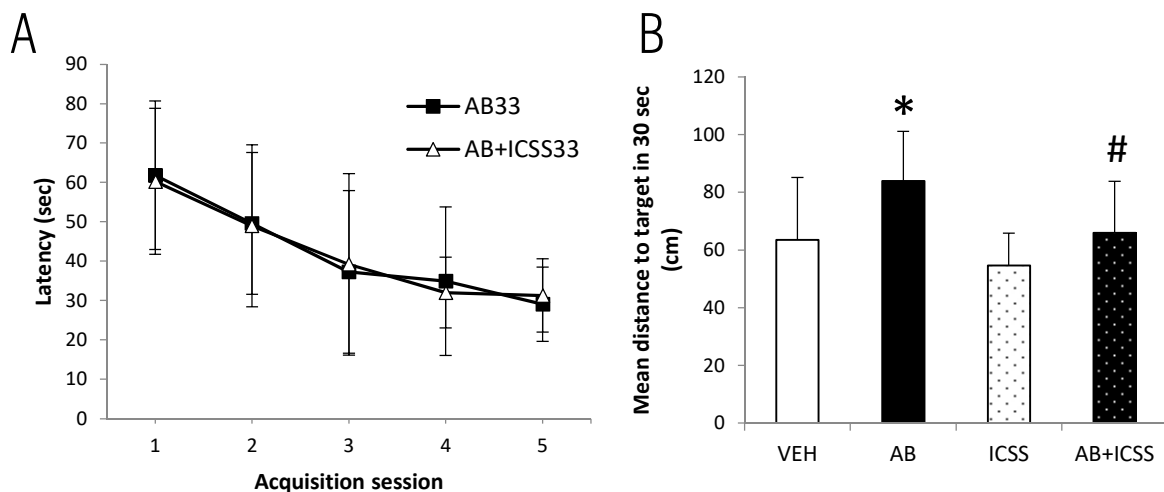 A
90
80
70
60
50
40
30
20
10
0
Latency (sec)
AB33
AB+ICSS33
1 2 3 4 5
Acquisition session
B
140
120
100
80
60
40
20
0
Mean distance to target in 30 sec
(cm)
*
#
VEH AB ICSS AB+ICSS